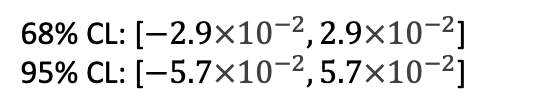 68% CL: [−2.9×10⁻², 2.9×10⁻²]
95% CL: [−5.7×10⁻², 5.7×10⁻²]